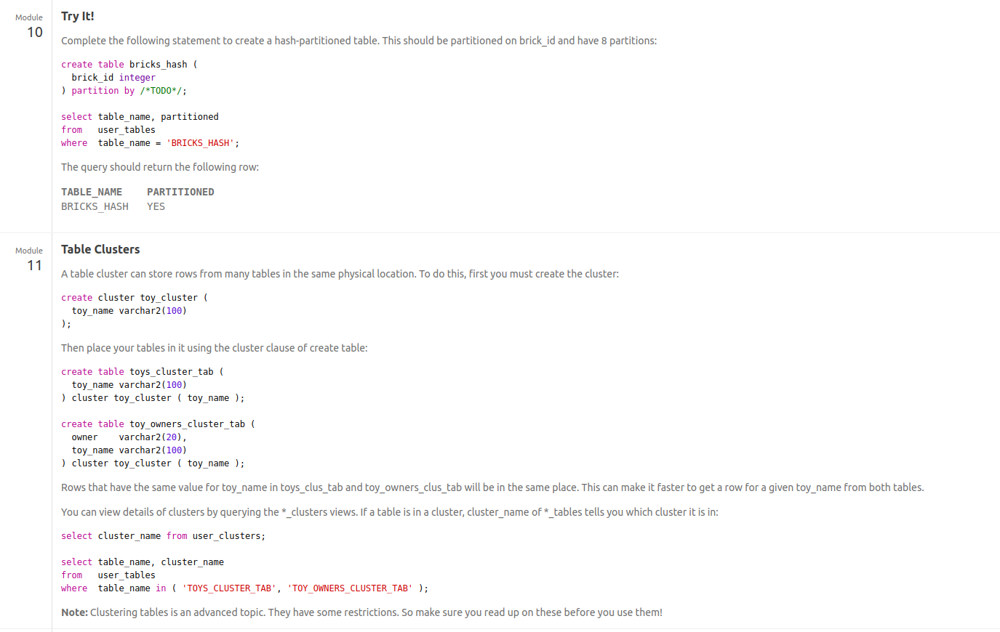 Module
10
Try It!
Complete the following statement to create a hash-partitioned table. This should be partitioned on brick_id and have 8 partitions:
create table bricks_hash (
  brick_id integer
) partition by /*TODO*/;
select table_name, partitioned
from   user_tables
where  table_name = 'BRICKS_HASH';
The query should return the following row:
TABLE_NAME    PARTITIONED
BRICKS_HASH   YES
Module
11
Table Clusters
A table cluster can store rows from many tables in the same physical location. To do this, first you must create the cluster:
create cluster toy_cluster (
  toy_name varchar2(100)
);
Then place your tables in it using the cluster clause of create table:
create table toys_cluster_tab (
  toy_name varchar2(100)
) cluster toy_cluster ( toy_name );
create table toy_owners_cluster_tab (
  owner    varchar2(20),
  toy_name varchar2(100)
) cluster toy_cluster ( toy_name );
Rows that have the same value for toy_name in toys_clus_tab and toy_owners_clus_tab will be in the same place. This can make it faster to get a row for a given toy_name from both tables.
You can view details of clusters by querying the *_clusters views. If a table is in a cluster, cluster_name of *_tables tells you which cluster it is in:
select cluster_name from user_clusters;
select table_name, cluster_name
from   user_tables
where  table_name in ( 'TOYS_CLUSTER_TAB', 'TOY_OWNERS_CLUSTER_TAB' );
Note: Clustering tables is an advanced topic. They have some restrictions. So make sure you read up on these before you use them!